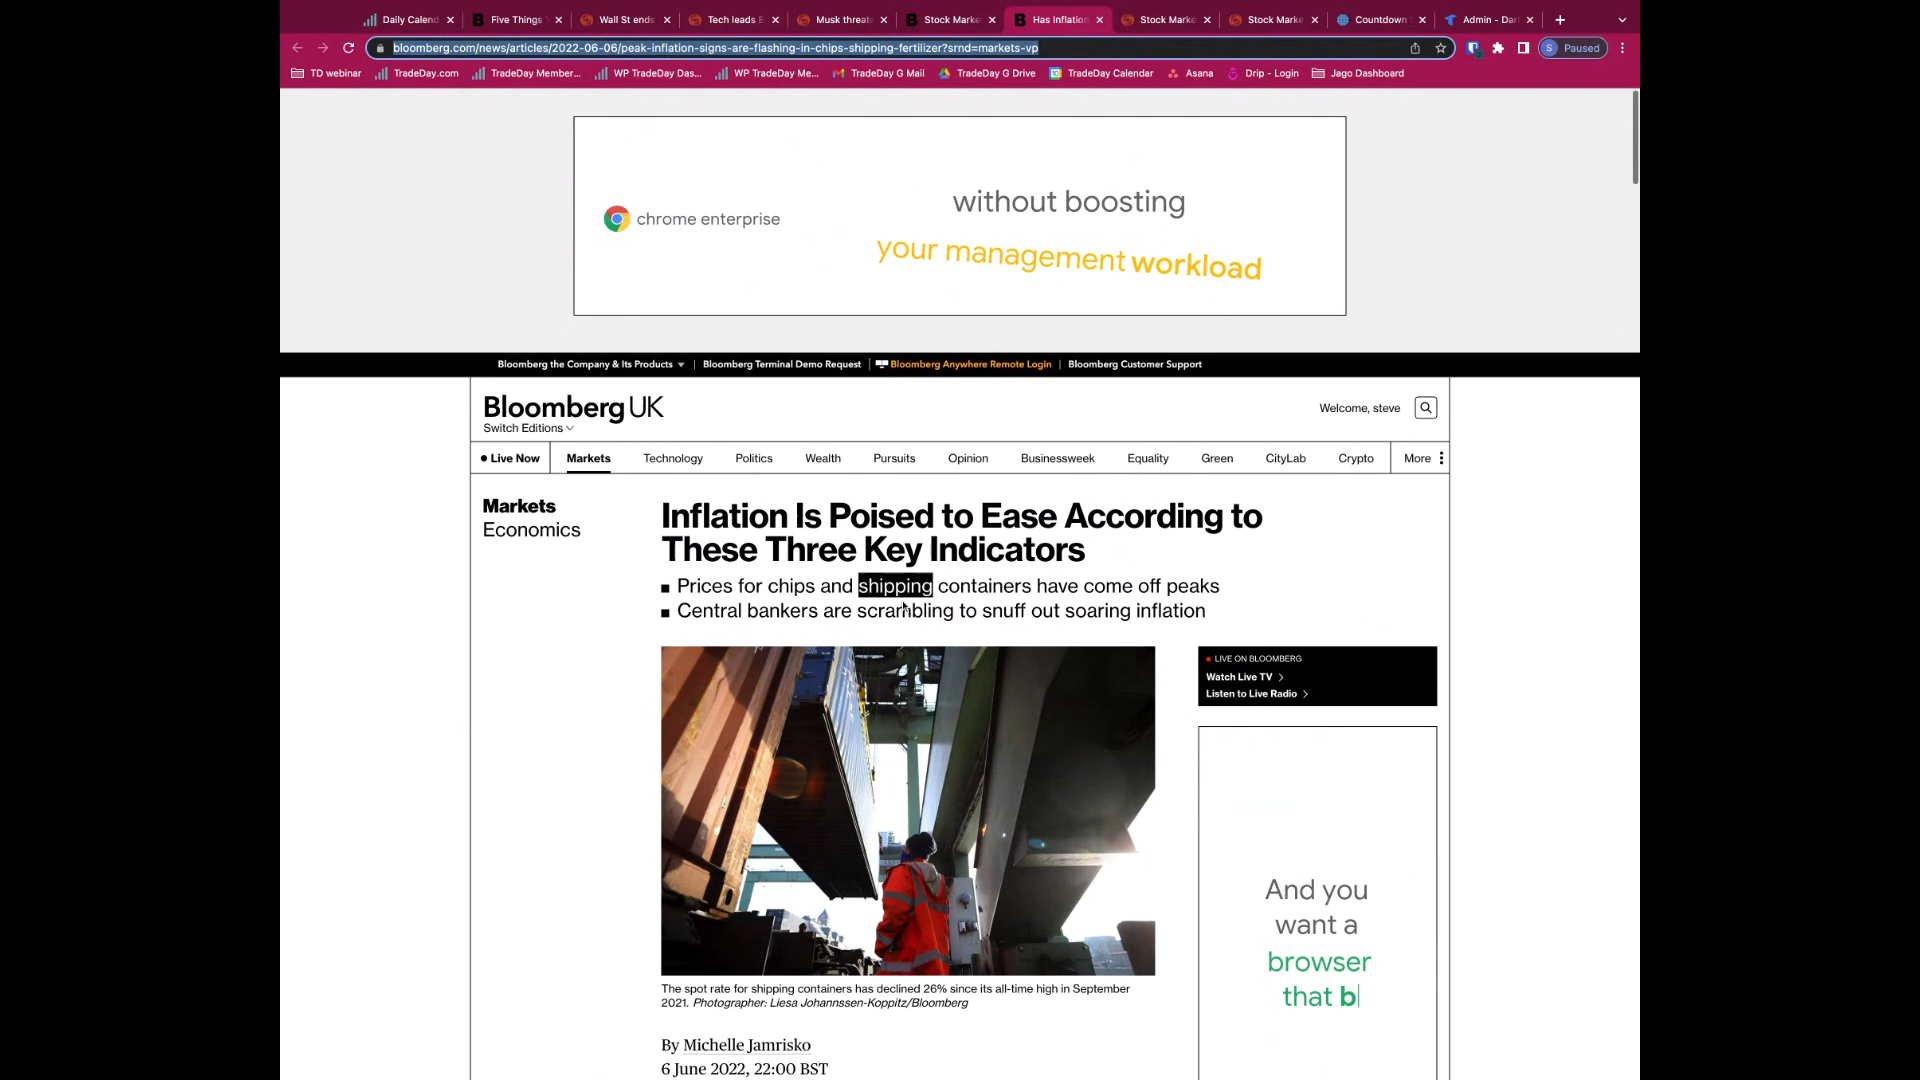 Daily Calend
Five Things
Wall St ends
Tech leads E
Musk threate
Stock Marke
Has Inflation
Stock Marke
Stock Marke
Countdown
Admin - Darl
bloomberg.com/news/articles/2022-06-06/peak-inflation-signs-are-flashing-in-chips-shipping-fertilizer?srnd=markets-vp
S Paused
TD webinar
TradeDay.com
TradeDay Member...
WP TradeDay Das...
WP TradeDay Me...
TradeDay G Mail
TradeDay G Drive
TradeDay Calendar
Asana
Drip - Login
Jago Dashboard
chrome enterprise
without boosting
your management workload
Bloomberg the Company & Its Products
Bloomberg Terminal Demo Request
Bloomberg Anywhere Remote Login
Bloomberg Customer Support
Bloomberg UK
Switch Editions
Welcome, steve
Live Now
Markets
Technology
Politics
Wealth
Pursuits
Opinion
Businessweek
Equality
Green
CityLab
Crypto
More
Markets
Economics
Inflation Is Poised to Ease According to
These Three Key Indicators
Prices for chips and shipping containers have come off peaks
Central bankers are scrambling to snuff out soaring inflation
LIVE ON BLOOMBERG
Watch Live TV
Listen to Live Radio
And you
want a
browser
that b
The spot rate for shipping containers has declined 26% since its all-time high in September
2021. Photographer: Liesa Johannssen-Koppitz/Bloomberg
By Michelle Jamrisko
6 June 2022, 22:00 BST